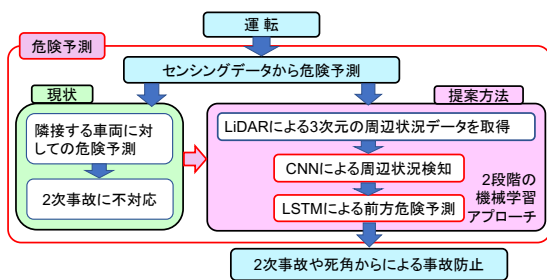 運 転
危険予測
センシングデータから危険予測
現状
提案方法
隣接する車両に対
しての危険予測
2次事故に不対応
LiDARによる3次元の周辺状況データを取得
CNNによる周辺状況検知
LSTMによる前方危険予測
2段階の
機械学習
アプローチ
2次事故や死角からによる事故防止